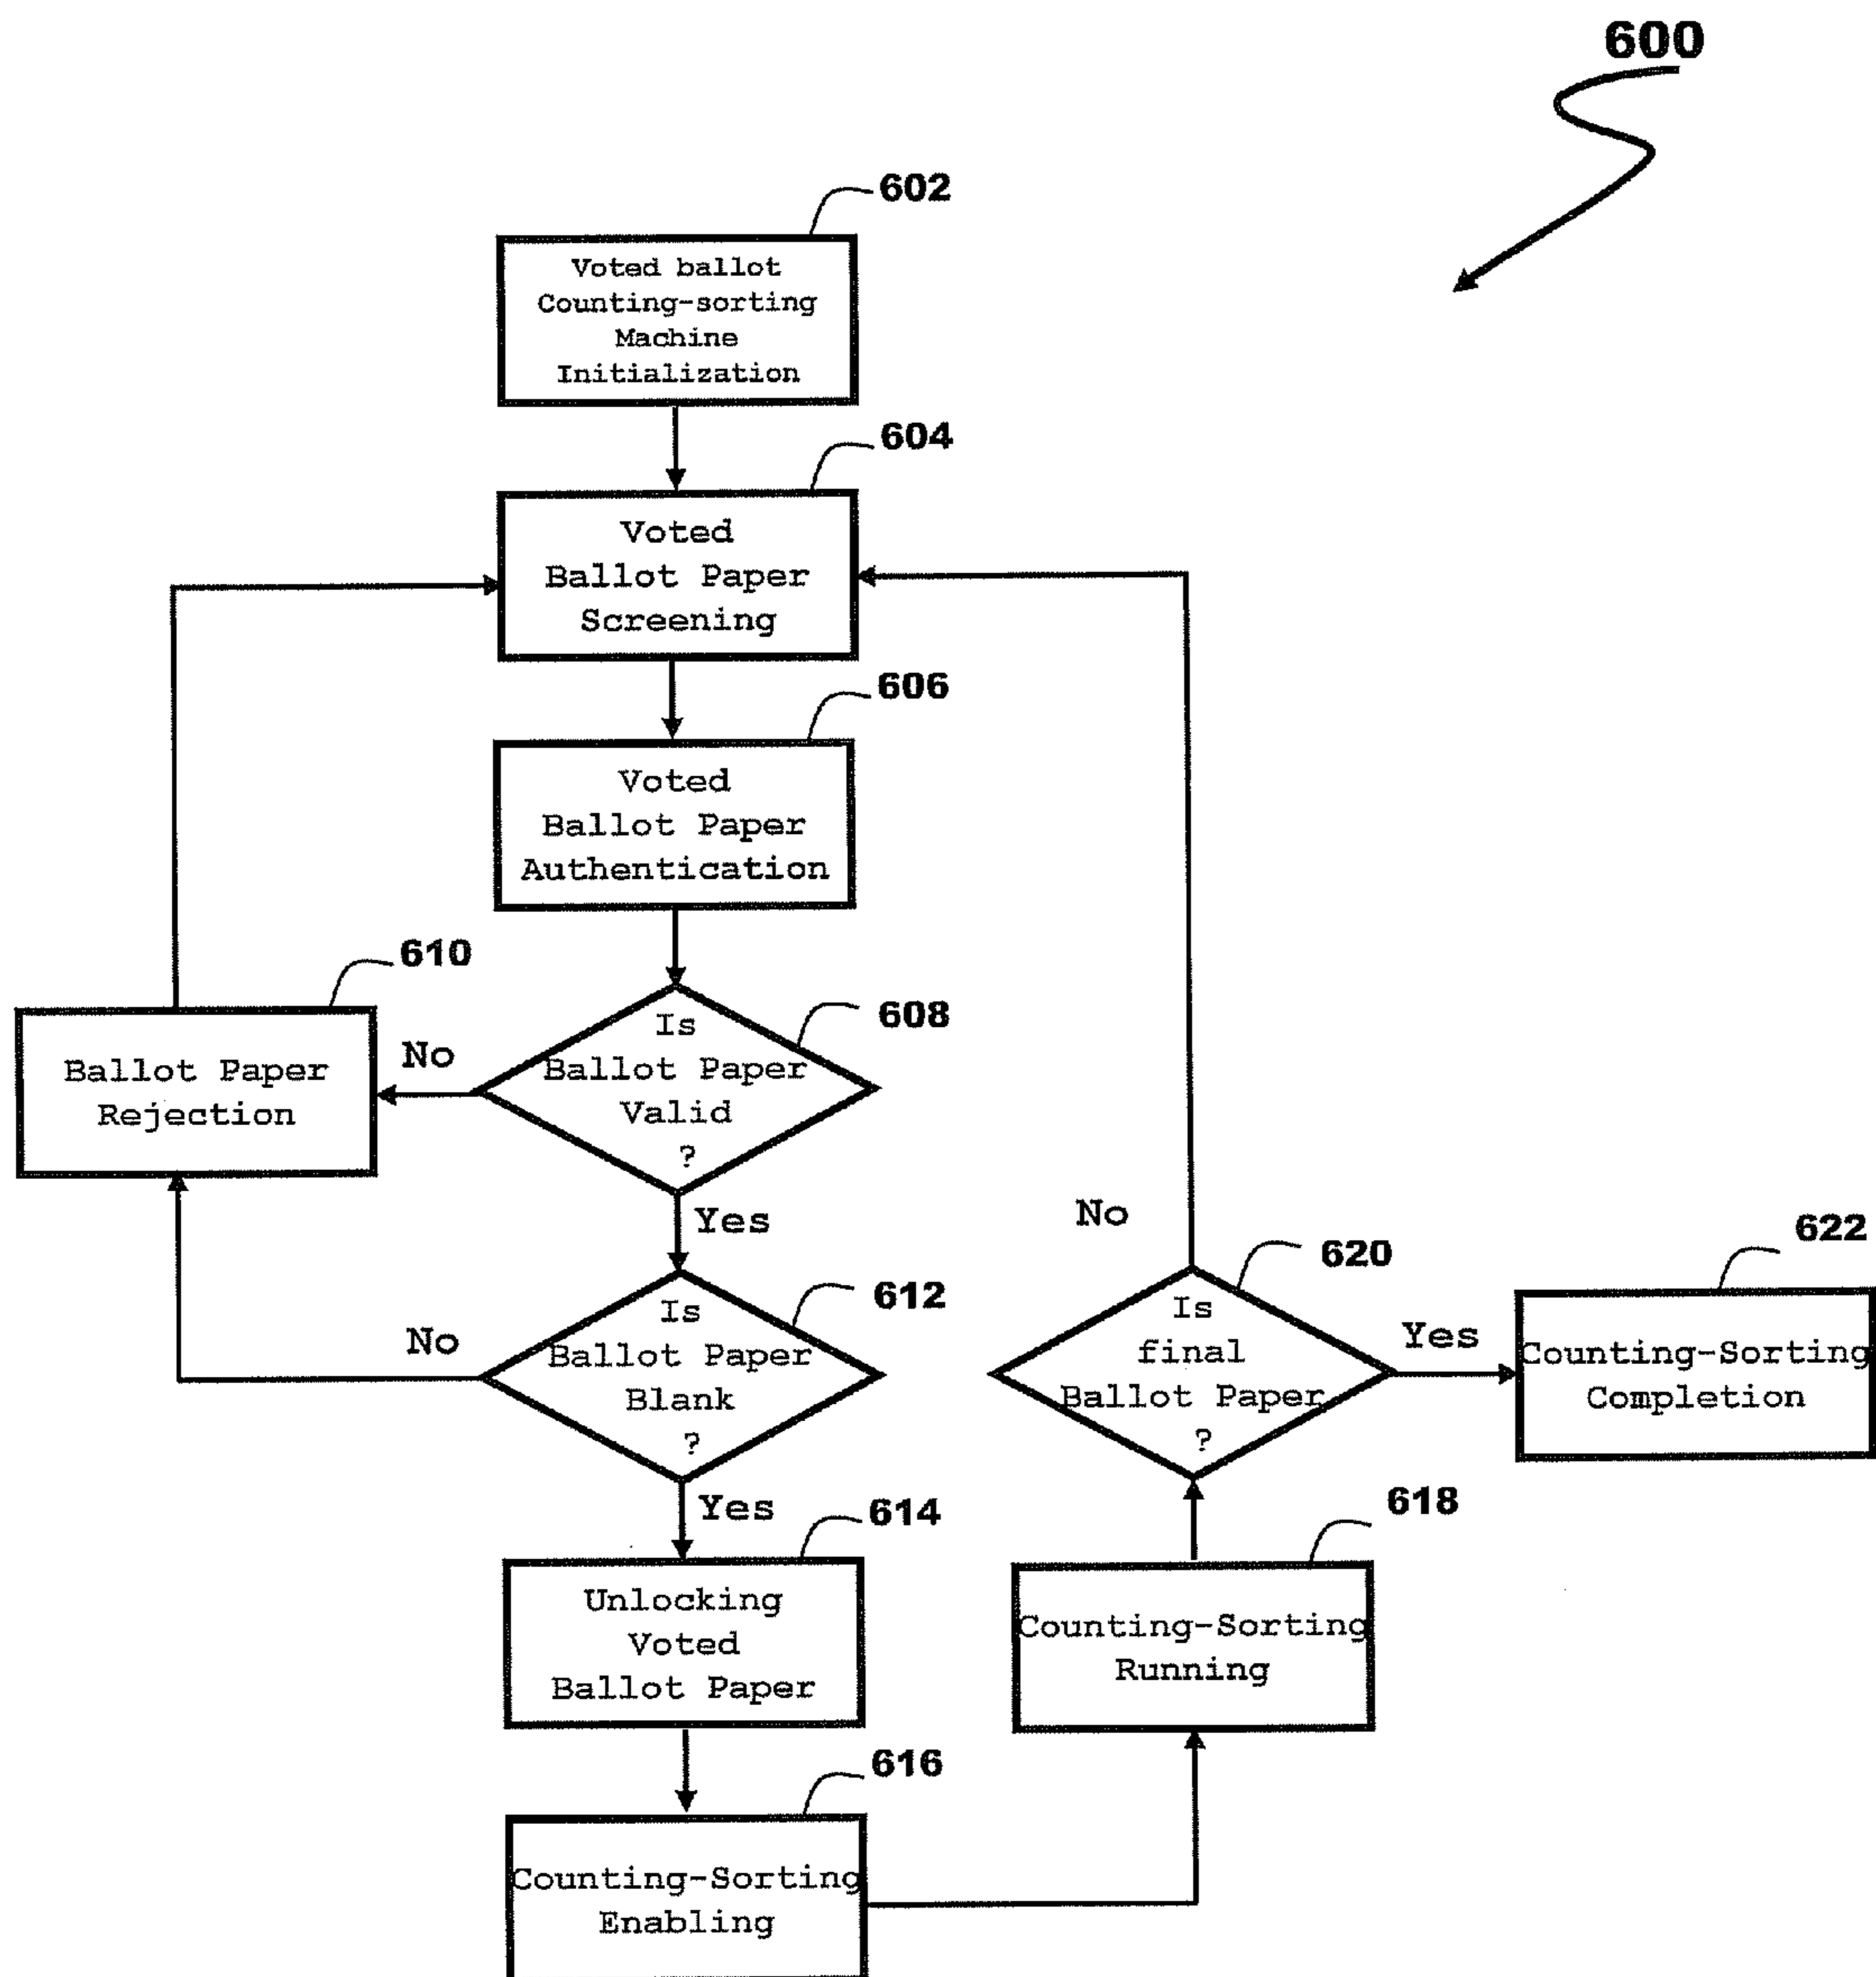 600
602
Voted ballot
Counting-sorting
Machine
Initialization
604
Voted
Ballot Paper
Screening
606
Voted
Ballot Paper
Authentication
610
Ballot Paper
Rejection
No
608
Is
Ballot Paper
Valid
?
Yes
612
Is
Ballot Paper
Blank
?
No
Yes
614
Unlocking
Voted
Ballot Paper
616
Counting-Sorting
Enabling
618
Counting-Sorting
Running
620
Is
final
Ballot Paper
?
No
Yes
622
Counting-Sorting
Completion